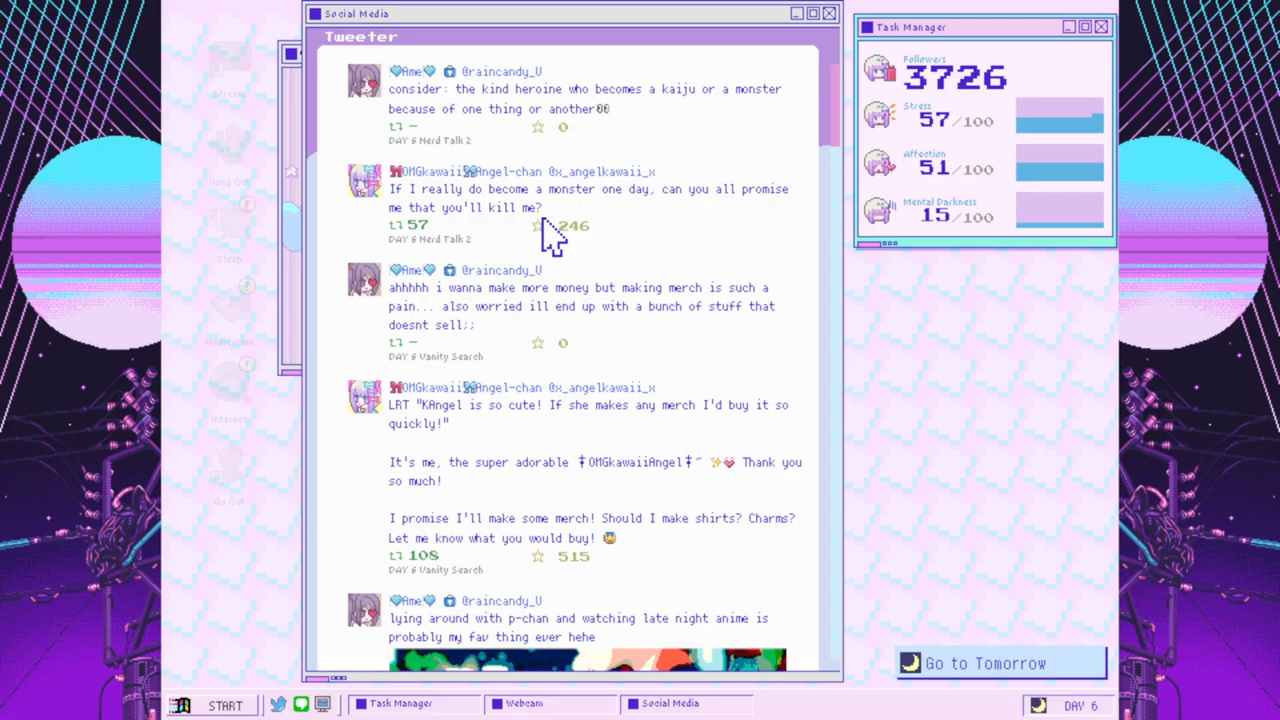 Social Media
Tweeter
Ame @raincandy_U
consider: the kind heroine who becomes a kaiju or a monster
because of one thing or another
— 0
DAY 6 Nerd Talk 2
OMGkawaiiAngel-chan @x_angelkawaii_x
If I really do become a monster one day, can you all promise
me that you'll kill me?
57 246
DAY 6 Nerd Talk 2
Ame @raincandy_U
ahhhhh i wanna make more money but making merch is such a
pain... also worried ill end up with a bunch of stuff that
doesnt sell;;
— 0
DAY 6 Vanity Search
OMGkawaiiAngel-chan @x_angelkawaii_x
LRT "KAngel is so cute! If she makes any merch I'd buy it so
quickly!"
It's me, the super adorable ‡OMGkawaiiAngel‡~ Thank you
so much!
I promise I'll make some merch! Should I make shirts? Charms?
Let me know what you would buy!
108 515
DAY 6 Vanity Search
Ame @raincandy_U
lying around with p-chan and watching late night anime is
probably my fav thing ever hehe
Task Manager
Followers
3726
Stress
57/100
Affection
51/100
Mental Darkness
15/100
Hang Out
Sleep
Medication
Internet
Go Out
Go to Tomorrow
START
Task Manager
Webcam
Social Media
DAY 6